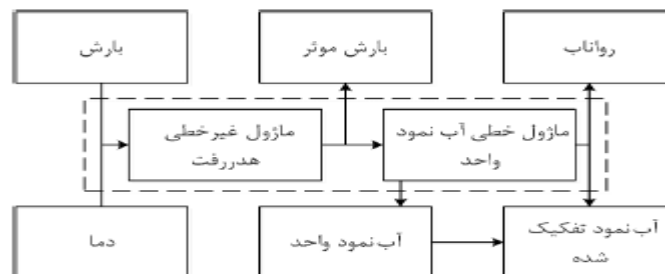 رواناب
بارش موثر
بارش
ماژول خطی آب نمود
واحد
ماژول غیرخطی
هدررفت
آب نمود تفکیک
شده
آب نمود واحد
دما